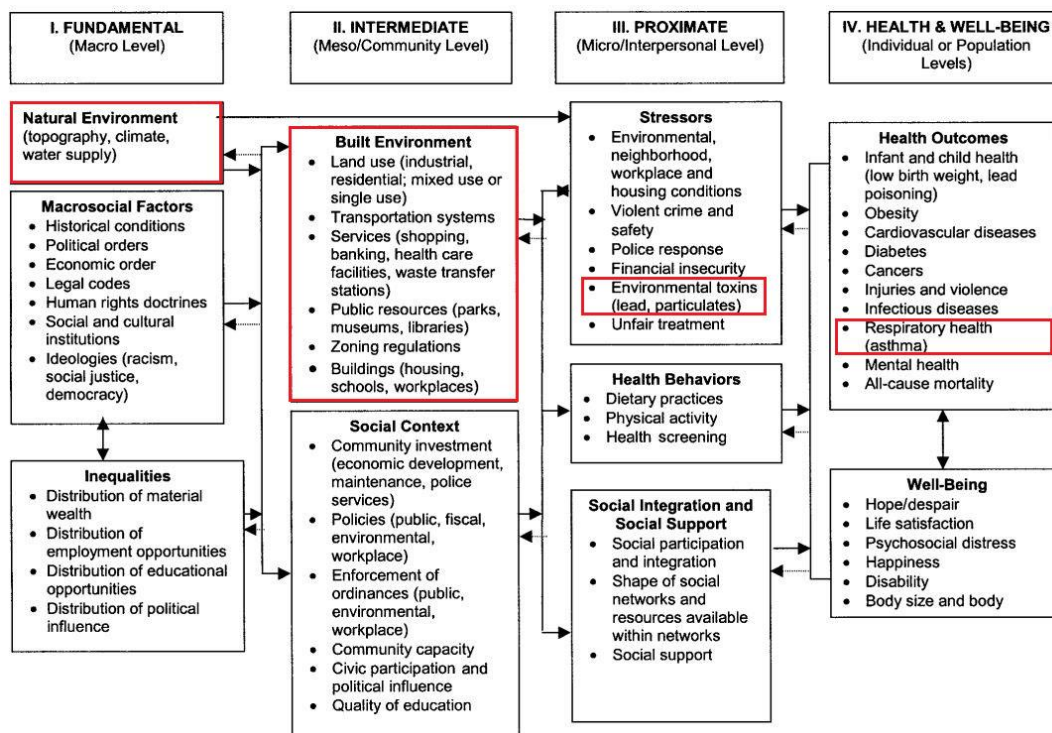 I. FUNDAMENTAL
(Macro Level)
Natural Environment
(topography, climate,
water supply)
Macrosocial Factors
• Historical conditions
• Political orders
• Economic order
• Legal codes
• Human rights doctrines
• Social and cultural
institutions
• Ideologies (racism,
social justice,
democracy)
Inequalities
• Distribution of material
wealth
• Distribution of
employment opportunities
• Distribution of educational
opportunities
• Distribution of political
influence
II. INTERMEDIATE
(Meso/Community Level)
Built Environment
• Land use (industrial,
residential; mixed use or
single use)
• Transportation systems
• Services (shopping,
banking, health care
facilities, waste transfer
stations)
• Public resources (parks,
museums, libraries)
• Zoning regulations
• Buildings (housing,
schools, workplaces)
Social Context
• Community investment
(economic development,
maintenance, police
services)
• Policies (public, fiscal,
environmental,
workplace)
• Enforcement of
ordinances (public,
environmental,
workplace)
• Community capacity
• Civic participation and
political influence
• Quality of education
III. PROXIMATE
(Micro/Interpersonal Level)
Stressors
• Environmental,
neighborhood,
workplace and
housing conditions
• Violent crime and
safety
• Police response
• Financial insecurity
• Environmental toxins
(lead, particulates)
• Unfair treatment
Health Behaviors
• Dietary practices
• Physical activity
• Health screening
Social Integration and
Social Support
• Social participation
and integration
• Shape of social
networks and
resources available
within networks
• Social support
IV. HEALTH & WELL-BEING
(Individual or Population
Levels)
Health Outcomes
• Infant and child health
(low birth weight, lead
poisoning)
• Obesity
• Cardiovascular diseases
• Diabetes
• Cancers
• Injuries and violence
• Infectious diseases
• Respiratory health
(asthma)
• Mental health
• All-cause mortality
Well-Being
• Hope/despair
• Life satisfaction
• Psychosocial distress
• Happiness
• Disability
• Body size and body